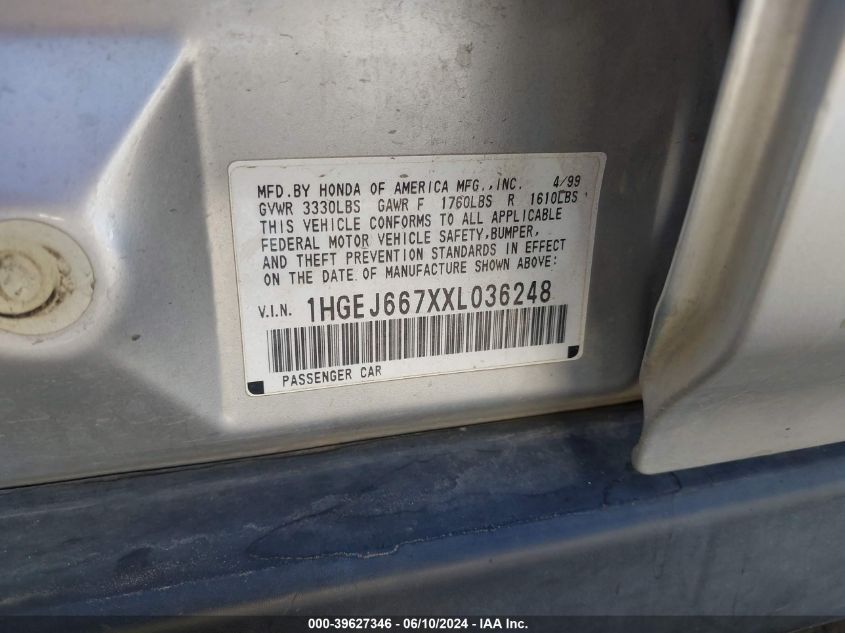 MFD.BY HONDA OF AMERICA MFG.,INC. 4/99
GVWR 3330LBS GAWR F 1760LBS R 1610LBS
THIS VEHICLE CONFORMS TO ALL APPLICABLE
FEDERAL MOTOR VEHICLE SAFETY,BUMPER,
AND THEFT PREVENTION STANDARDS IN EFFECT
ON THE DATE OF MANUFACTURE SHOWN ABOVE:
V.I.N. 1HGEJ667XXL036248
PASSENGER CAR
000-39627346 - 06/10/2024 - IAA Inc.